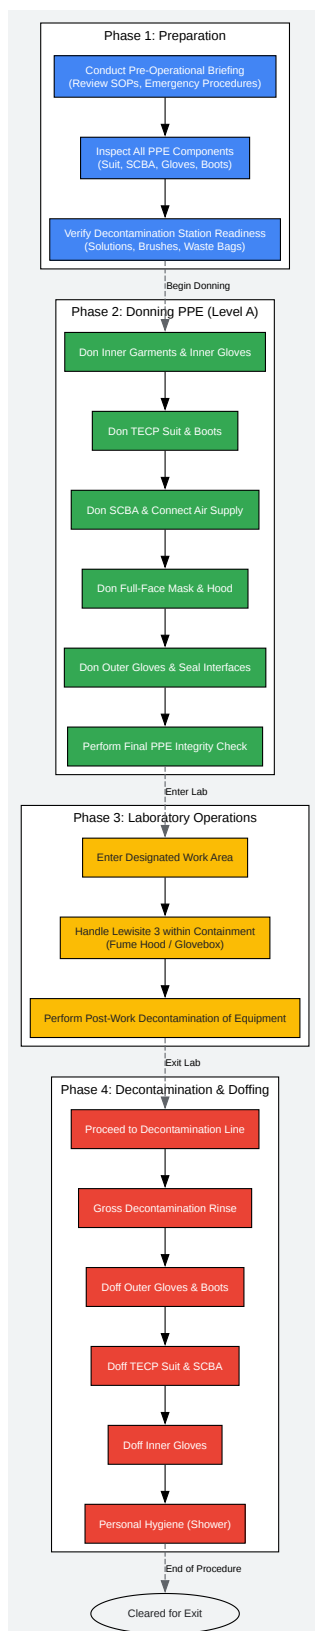 Phase 1: Preparation
Conduct Pre-Operational Briefing
(Review SOPs, Emergency Procedures)
Inspect All PPE Components
(Suit, SCBA, Gloves, Boots)
Verify Decontamination Station Readiness
(Solutions, Brushes, Waste Bags)
Begin Donning
Phase 2: Donning PPE (Level A)
Don Inner Garments & Inner Gloves
Don TECP Suit & Boots
Don SCBA & Connect Air Supply
Don Full-Face Mask & Hood
Don Outer Gloves & Seal Interfaces
Perform Final PPE Integrity Check
Enter Lab
Phase 3: Laboratory Operations
Enter Designated Work Area
Handle Lewisite 3 within Containment
(Fume Hood / Glovebox)
Perform Post-Work Decontamination of Equipment
Exit Lab
Phase 4: Decontamination & Doffing
Proceed to Decontamination Line
Gross Decontamination Rinse
Doff Outer Gloves & Boots
Doff TECP Suit & SCBA
Doff Inner Gloves
Personal Hygiene (Shower)
End of Procedure
Cleared for Exit